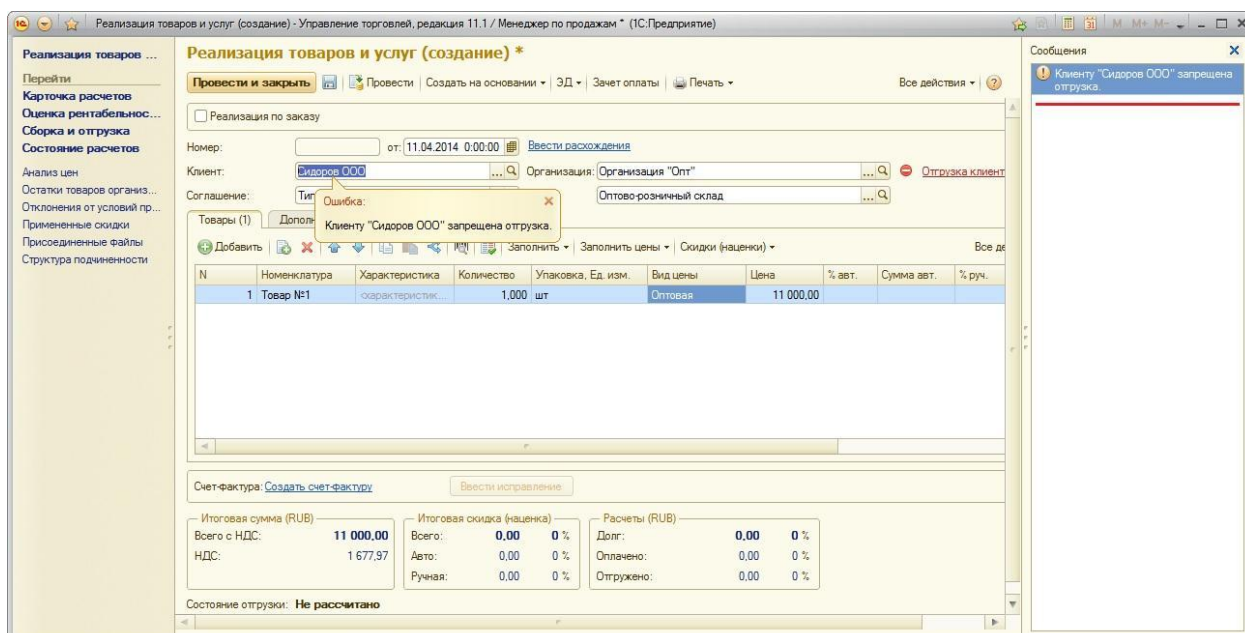 Реализация товаров и услуг (создание) - Управление торговлей, редакция 11.1 / Менеджер по продажам * (1С:Предприятие)
M M+ M-
Реализация товаров ...
Перейти
Карточка расчетов
Оценка рентабельнос...
Сборка и отгрузка
Состояние расчетов
Анализ цен
Остатки товаров организ...
Отклонения от условий пр...
Примененные скидки
Присоединенные файлы
Структура подчиненности
Реализация товаров и услуг (создание) *
Провести и закрыть Провести Создать на основании ЭД Зачет оплаты Печать Все действия
Реализация по заказу
Номер: от: 11.04.2014 0:00:00 Ввести расхождения
Клиент: Сидоров ООО ... Организация: Организация "Опт" ... Отгрузка клиент
Соглашение: Тип Оптово-розничный склад ...
Ошибка:
Клиенту "Сидоров ООО" запрещена отгрузка.
Товары (1) Дополн
Добавить Заполнить Заполнить цены Скидки (наценки) Все де
N Номенклатура Характеристика Количество Упаковка, Ед. изм. Вид цены Цена % авт. Сумма авт. % руч.
1 Товар №1 <характеристик... 1,000 шт Оптовая 11 000,00
Счет-фактура: Создать счет-фактуру Ввести исправление
Итоговая сумма (RUB)
Всего с НДС: 11 000,00
НДС: 1 677,97
Итоговая скидка (наценка)
Всего: 0,00 0 %
Авто: 0,00 0 %
Ручная: 0,00 0 %
Расчеты (RUB)
Долг: 0,00 0 %
Оплачено: 0,00 0 %
Отгружено: 0,00 0 %
Состояние отгрузки: Не рассчитано
Сообщения
Клиенту "Сидоров ООО" запрещена
отгрузка.